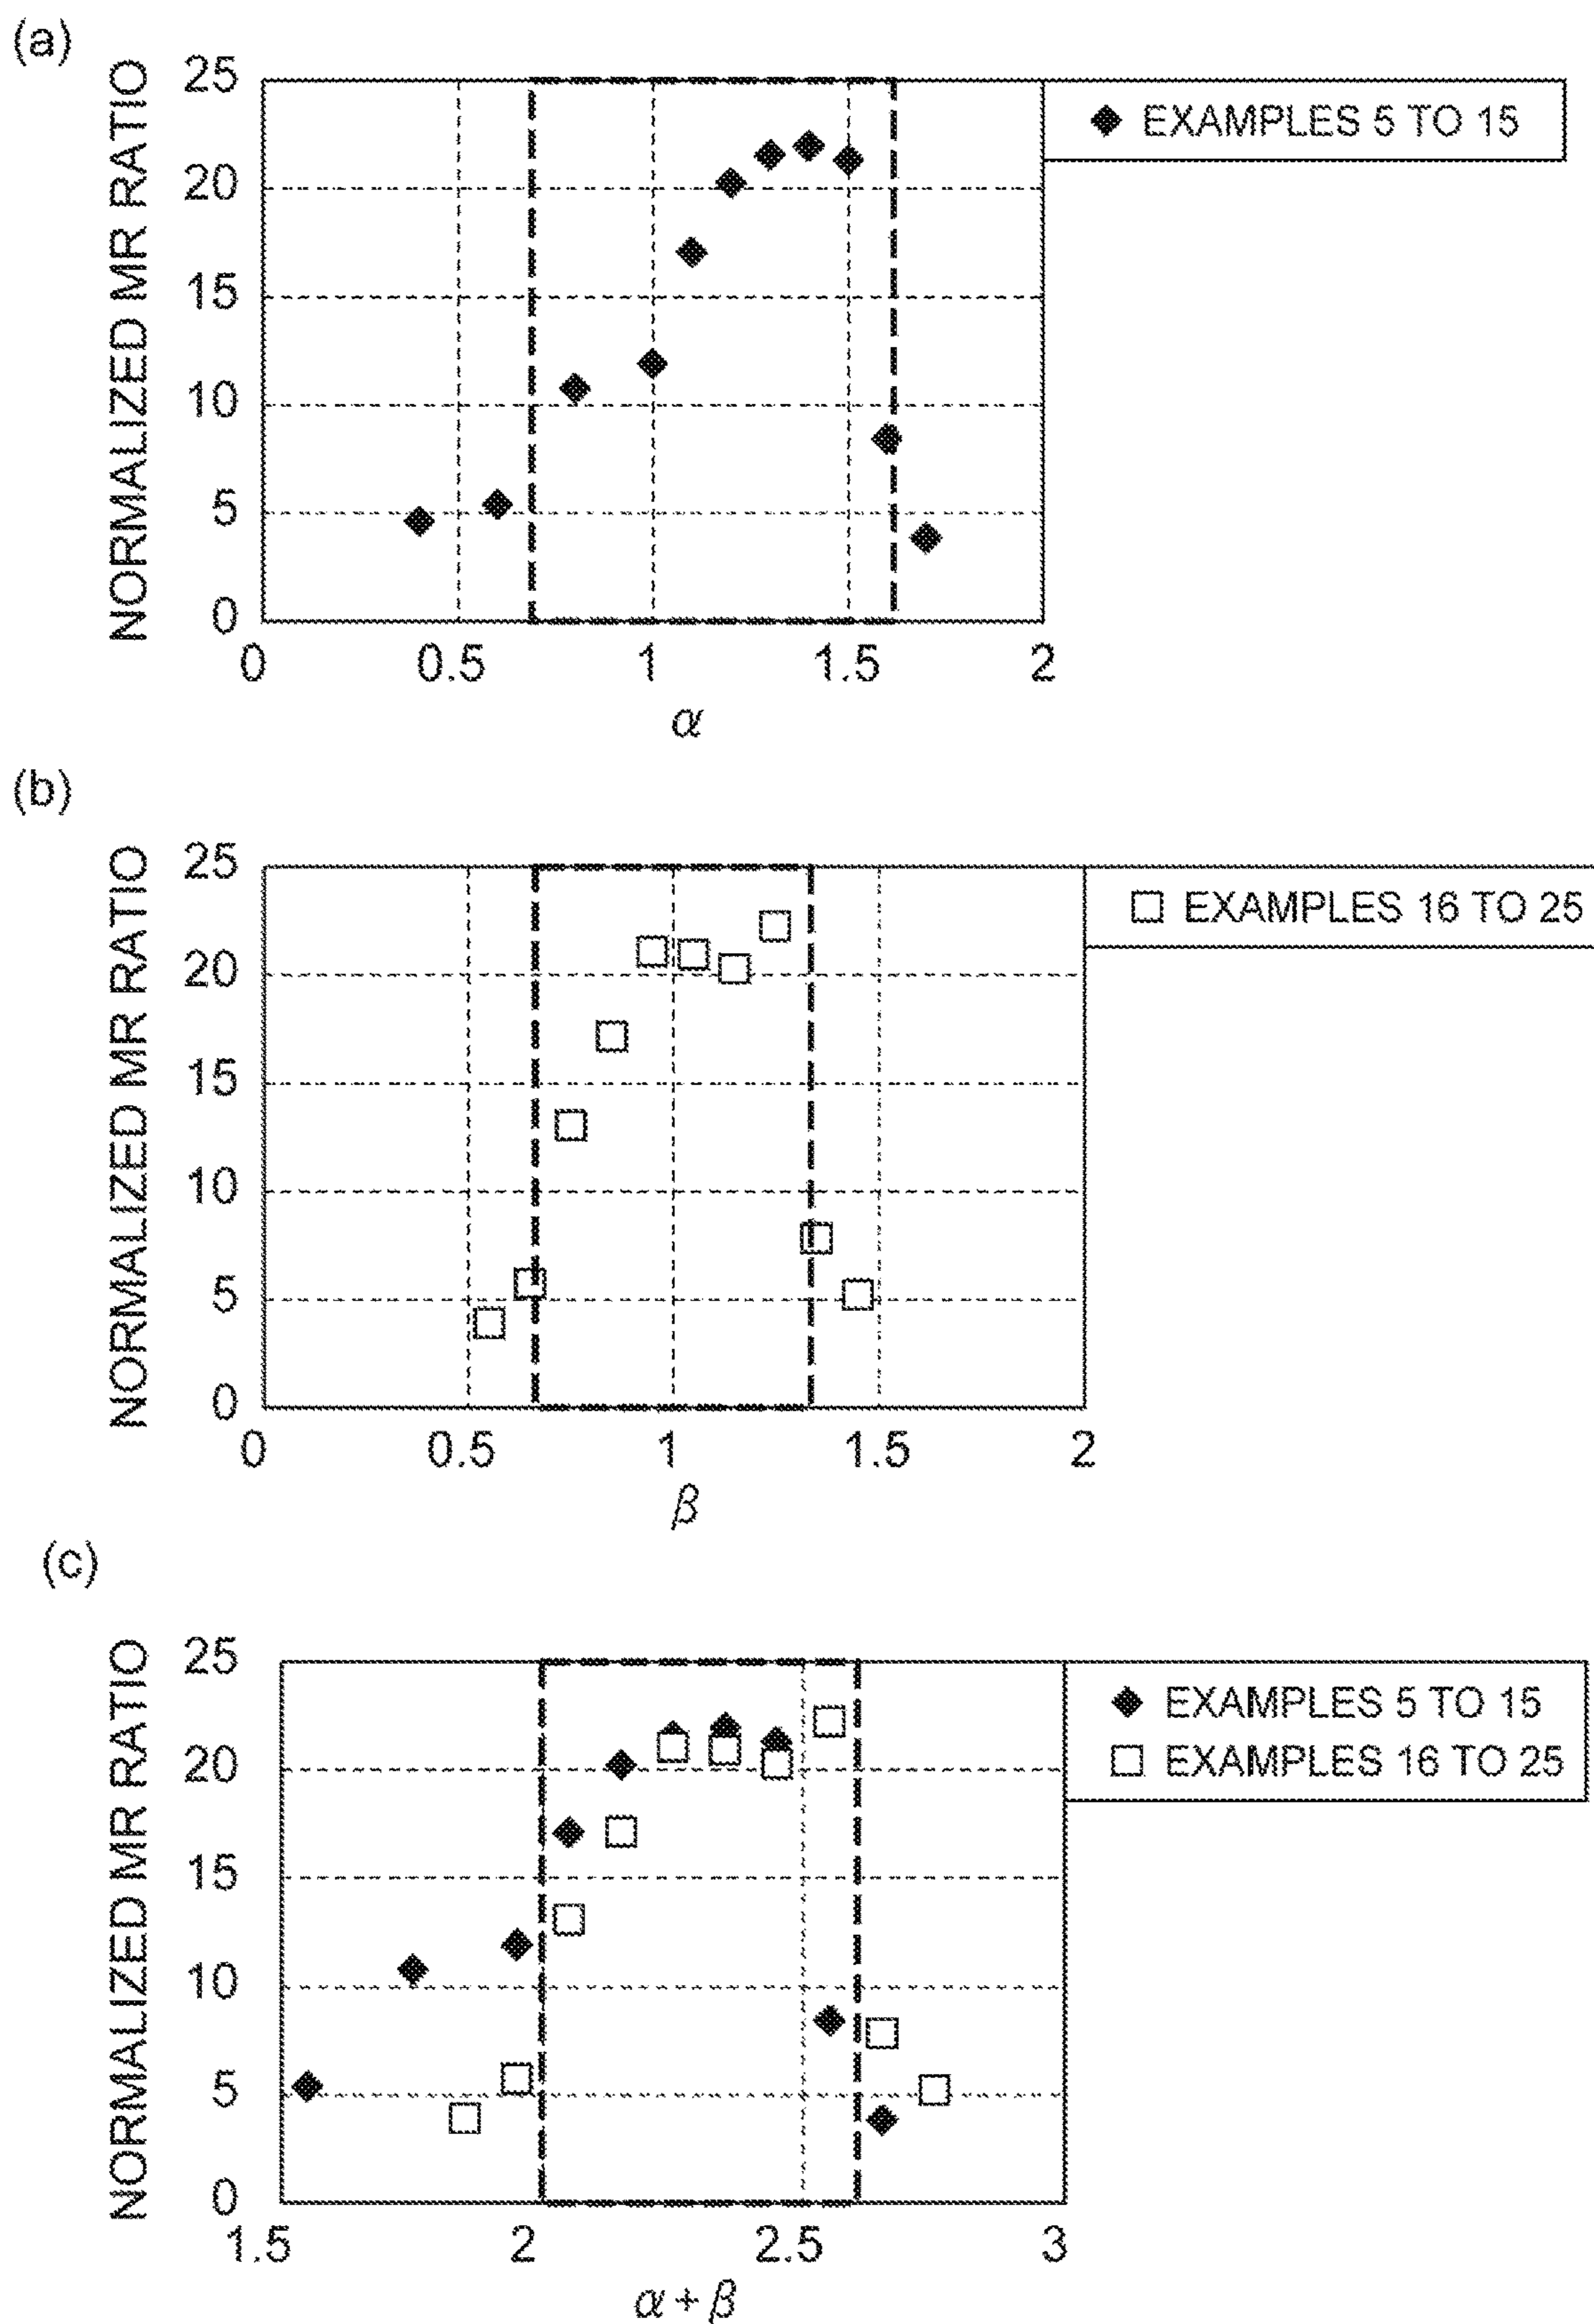 (a)
NORMALIZED MR RATIO
25
20
15
10
5
0
0 0.5 1 1.5 2
α
◆ EXAMPLES 5 TO 15
(b)
NORMALIZED MR RATIO
25
20
15
10
5
0
0 0.5 1 1.5 2
β
□ EXAMPLES 16 TO 25
(c)
NORMALIZED MR RATIO
25
20
15
10
5
0
1.5 2 2.5 3
α + β
◆ EXAMPLES 5 TO 15
□ EXAMPLES 16 TO 25